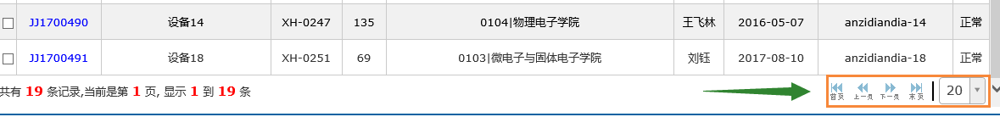 JJ1700490 设备14 XH-0247 135 0104|物理电子学院 王飞林 2016-05-07 anzidiandia-14 正常
JJ1700491 设备18 XH-0251 69 0103|微电子与固体电子学院 刘钰 2017-08-10 anzidiandia-18 正常
共有 19 条记录,当前是第 1 页, 显示 1 到 19 条 首页 上一页 下一页 末页 20